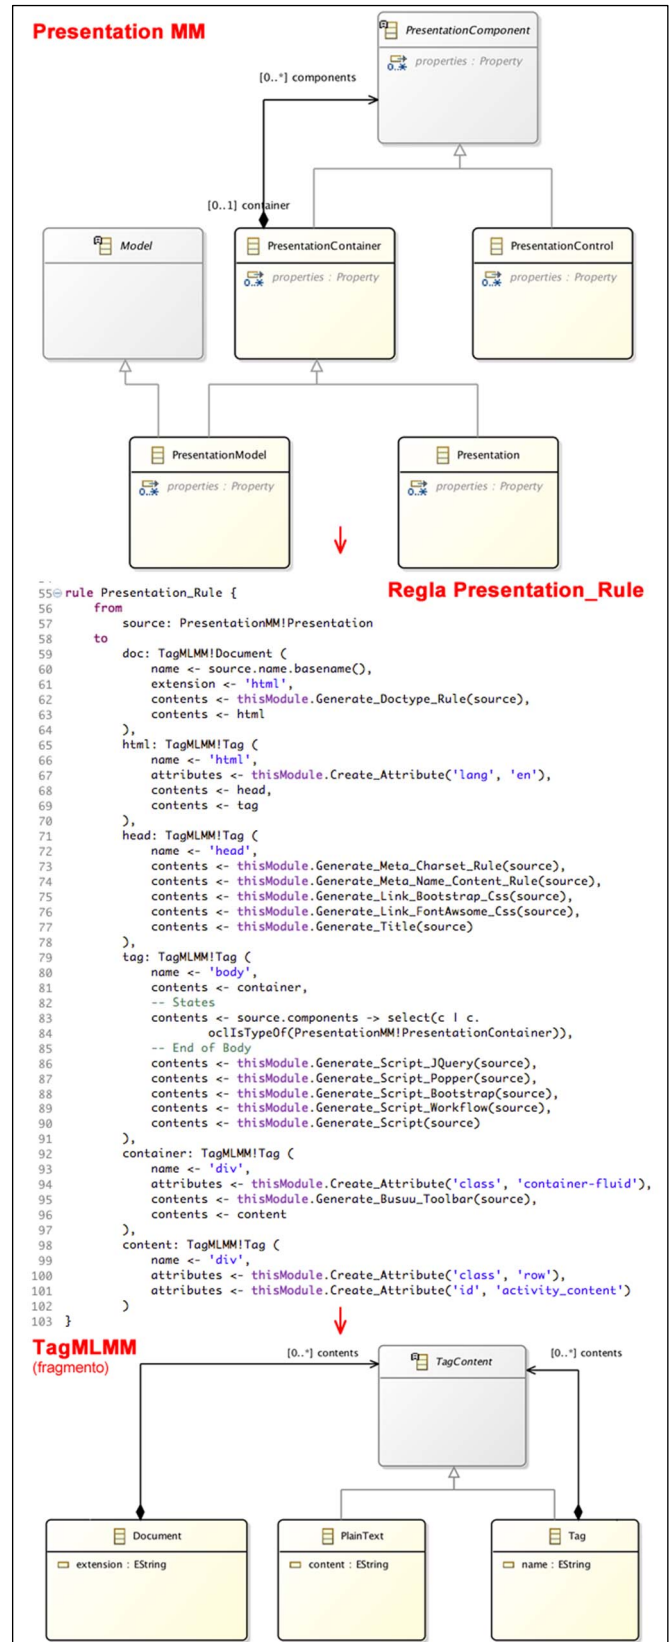 Presentation MM
PresentationComponent
properties : Property
0..*
[0..*] components
[0..1] container
Model
PresentationContainer
PresentationControl
properties : Property
0..*
properties : Property
0..*
PresentationModel
Presentation
properties : Property
0..*
properties : Property
0..*
Regla Presentation_Rule
55 rule Presentation_Rule {
56 from
57 source: PresentationMM!Presentation
58 to
59 doc: TagMLMM!Document (
60 name <- source.name.basename(),
61 extension <- 'html',
62 contents <- thisModule.Generate_Doctype_Rule(source),
63 contents <- html
64 ),
65 html: TagMLMM!Tag (
66 name <- 'html',
67 attributes <- thisModule.Create_Attribute('lang', 'en'),
68 contents <- head,
69 contents <- tag
70 ),
71 head: TagMLMM!Tag (
72 name <- 'head',
73 contents <- thisModule.Generate_Meta_Charset_Rule(source),
74 contents <- thisModule.Generate_Meta_Name_Content_Rule(source),
75 contents <- thisModule.Generate_Link_Bootstrap_Css(source),
76 contents <- thisModule.Generate_Link_FontAwsome_Css(source),
77 contents <- thisModule.Generate_Title(source)
78 ),
79 tag: TagMLMM!Tag (
80 name <- 'body',
81 contents <- container,
82 -- States
83 contents <- source.components -> select(c | c.
84 oclIsTypeOf(PresentationMM!PresentationContainer)),
85 -- End of Body
86 contents <- thisModule.Generate_Script_JQuery(source),
87 contents <- thisModule.Generate_Script_Popper(source),
88 contents <- thisModule.Generate_Script_Bootstrap(source),
89 contents <- thisModule.Generate_Script_Workflow(source),
90 contents <- thisModule.Generate_Script(source)
91 ),
92 container: TagMLMM!Tag (
93 name <- 'div',
94 attributes <- thisModule.Create_Attribute('class', 'container-fluid'),
95 contents <- thisModule.Generate_Busuu_Toolbar(source),
96 contents <- content
97 ),
98 content: TagMLMM!Tag (
99 name <- 'div',
100 attributes <- thisModule.Create_Attribute('class', 'row'),
101 attributes <- thisModule.Create_Attribute('id', 'activity_content')
102 )
103 }
TagMLMM
(fragmento)
[0..*] contents
TagContent
[0..*] contents
Document
PlainText
Tag
extension : EString
content : EString
name : EString